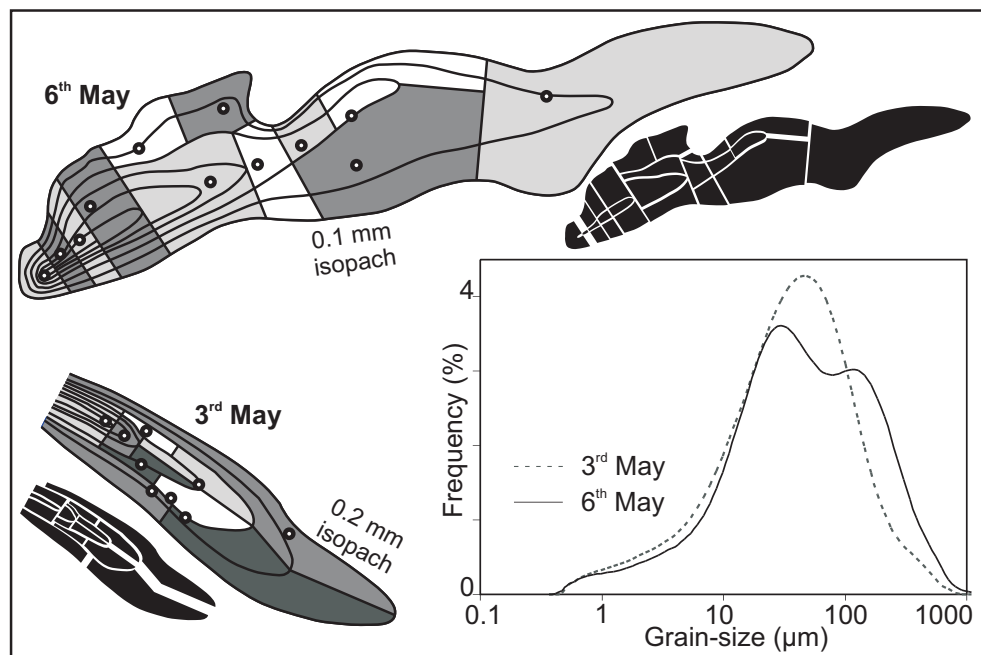 6th May
0.1 mm
isopach
3rd May
0.2 mm
isopach
4
Frequency (%)
3rd May
6th May
0
0.1 1 10 100 1000
Grain-size (µm)